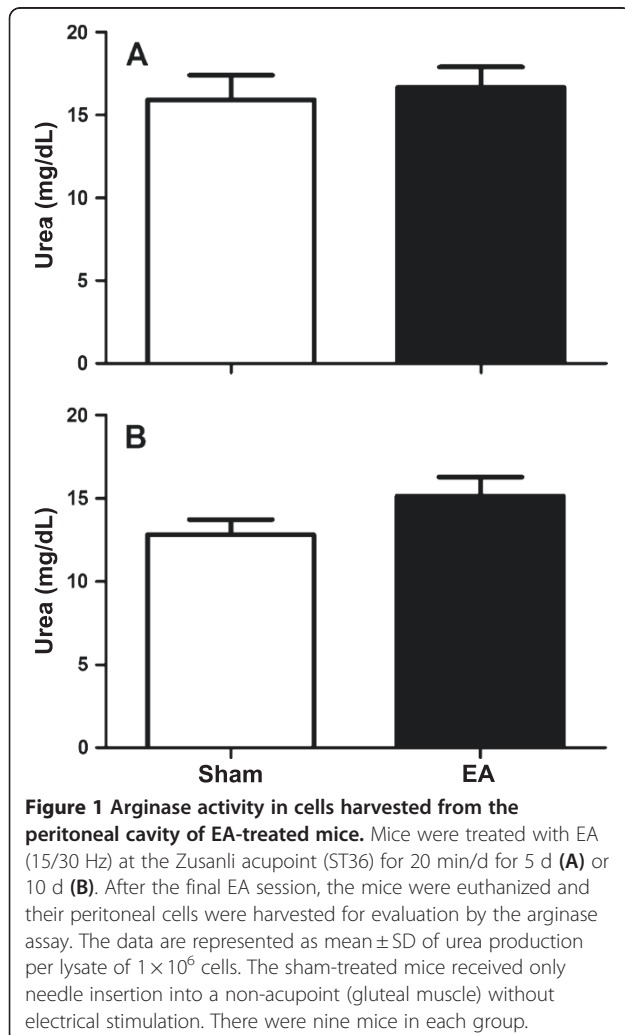 20
A
15
10
5
0
Urea (mg/dL)
20
B
15
10
5
0
Urea (mg/dL)
Sham EA
Figure 1 Arginase activity in cells harvested from the
peritoneal cavity of EA-treated mice. Mice were treated with EA
(15/30 Hz) at the Zusanli acupoint (ST36) for 20 min/d for 5 d (A) or
10 d (B). After the final EA session, the mice were euthanized and
their peritoneal cells were harvested for evaluation by the arginase
assay. The data are represented as mean ± SD of urea production
per lysate of 1 × 10⁶ cells. The sham-treated mice received only
needle insertion into a non-acupoint (gluteal muscle) without
electrical stimulation. There were nine mice in each group.